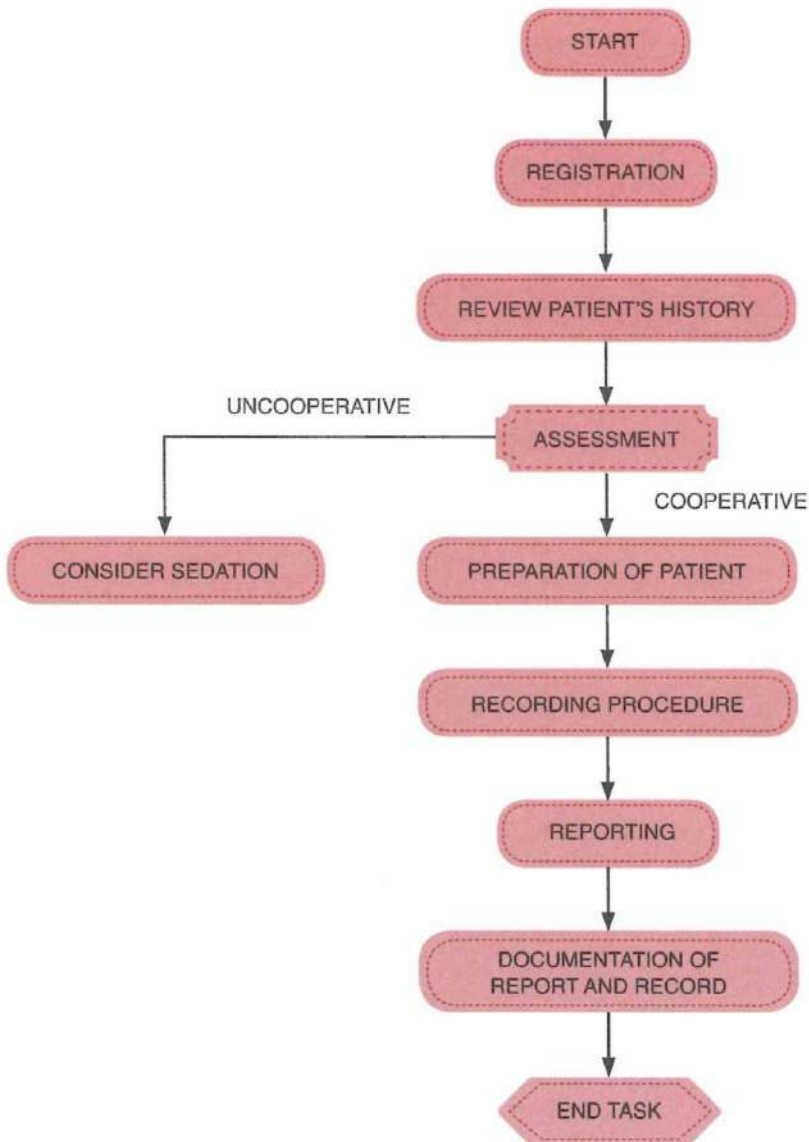 START
REGISTRATION
REVIEW PATIENT'S HISTORY
UNCOOPERATIVE
ASSESSMENT
COOPERATIVE
CONSIDER SEDATION
PREPARATION OF PATIENT
RECORDING PROCEDURE
REPORTING
DOCUMENTATION OF
REPORT AND RECORD
END TASK